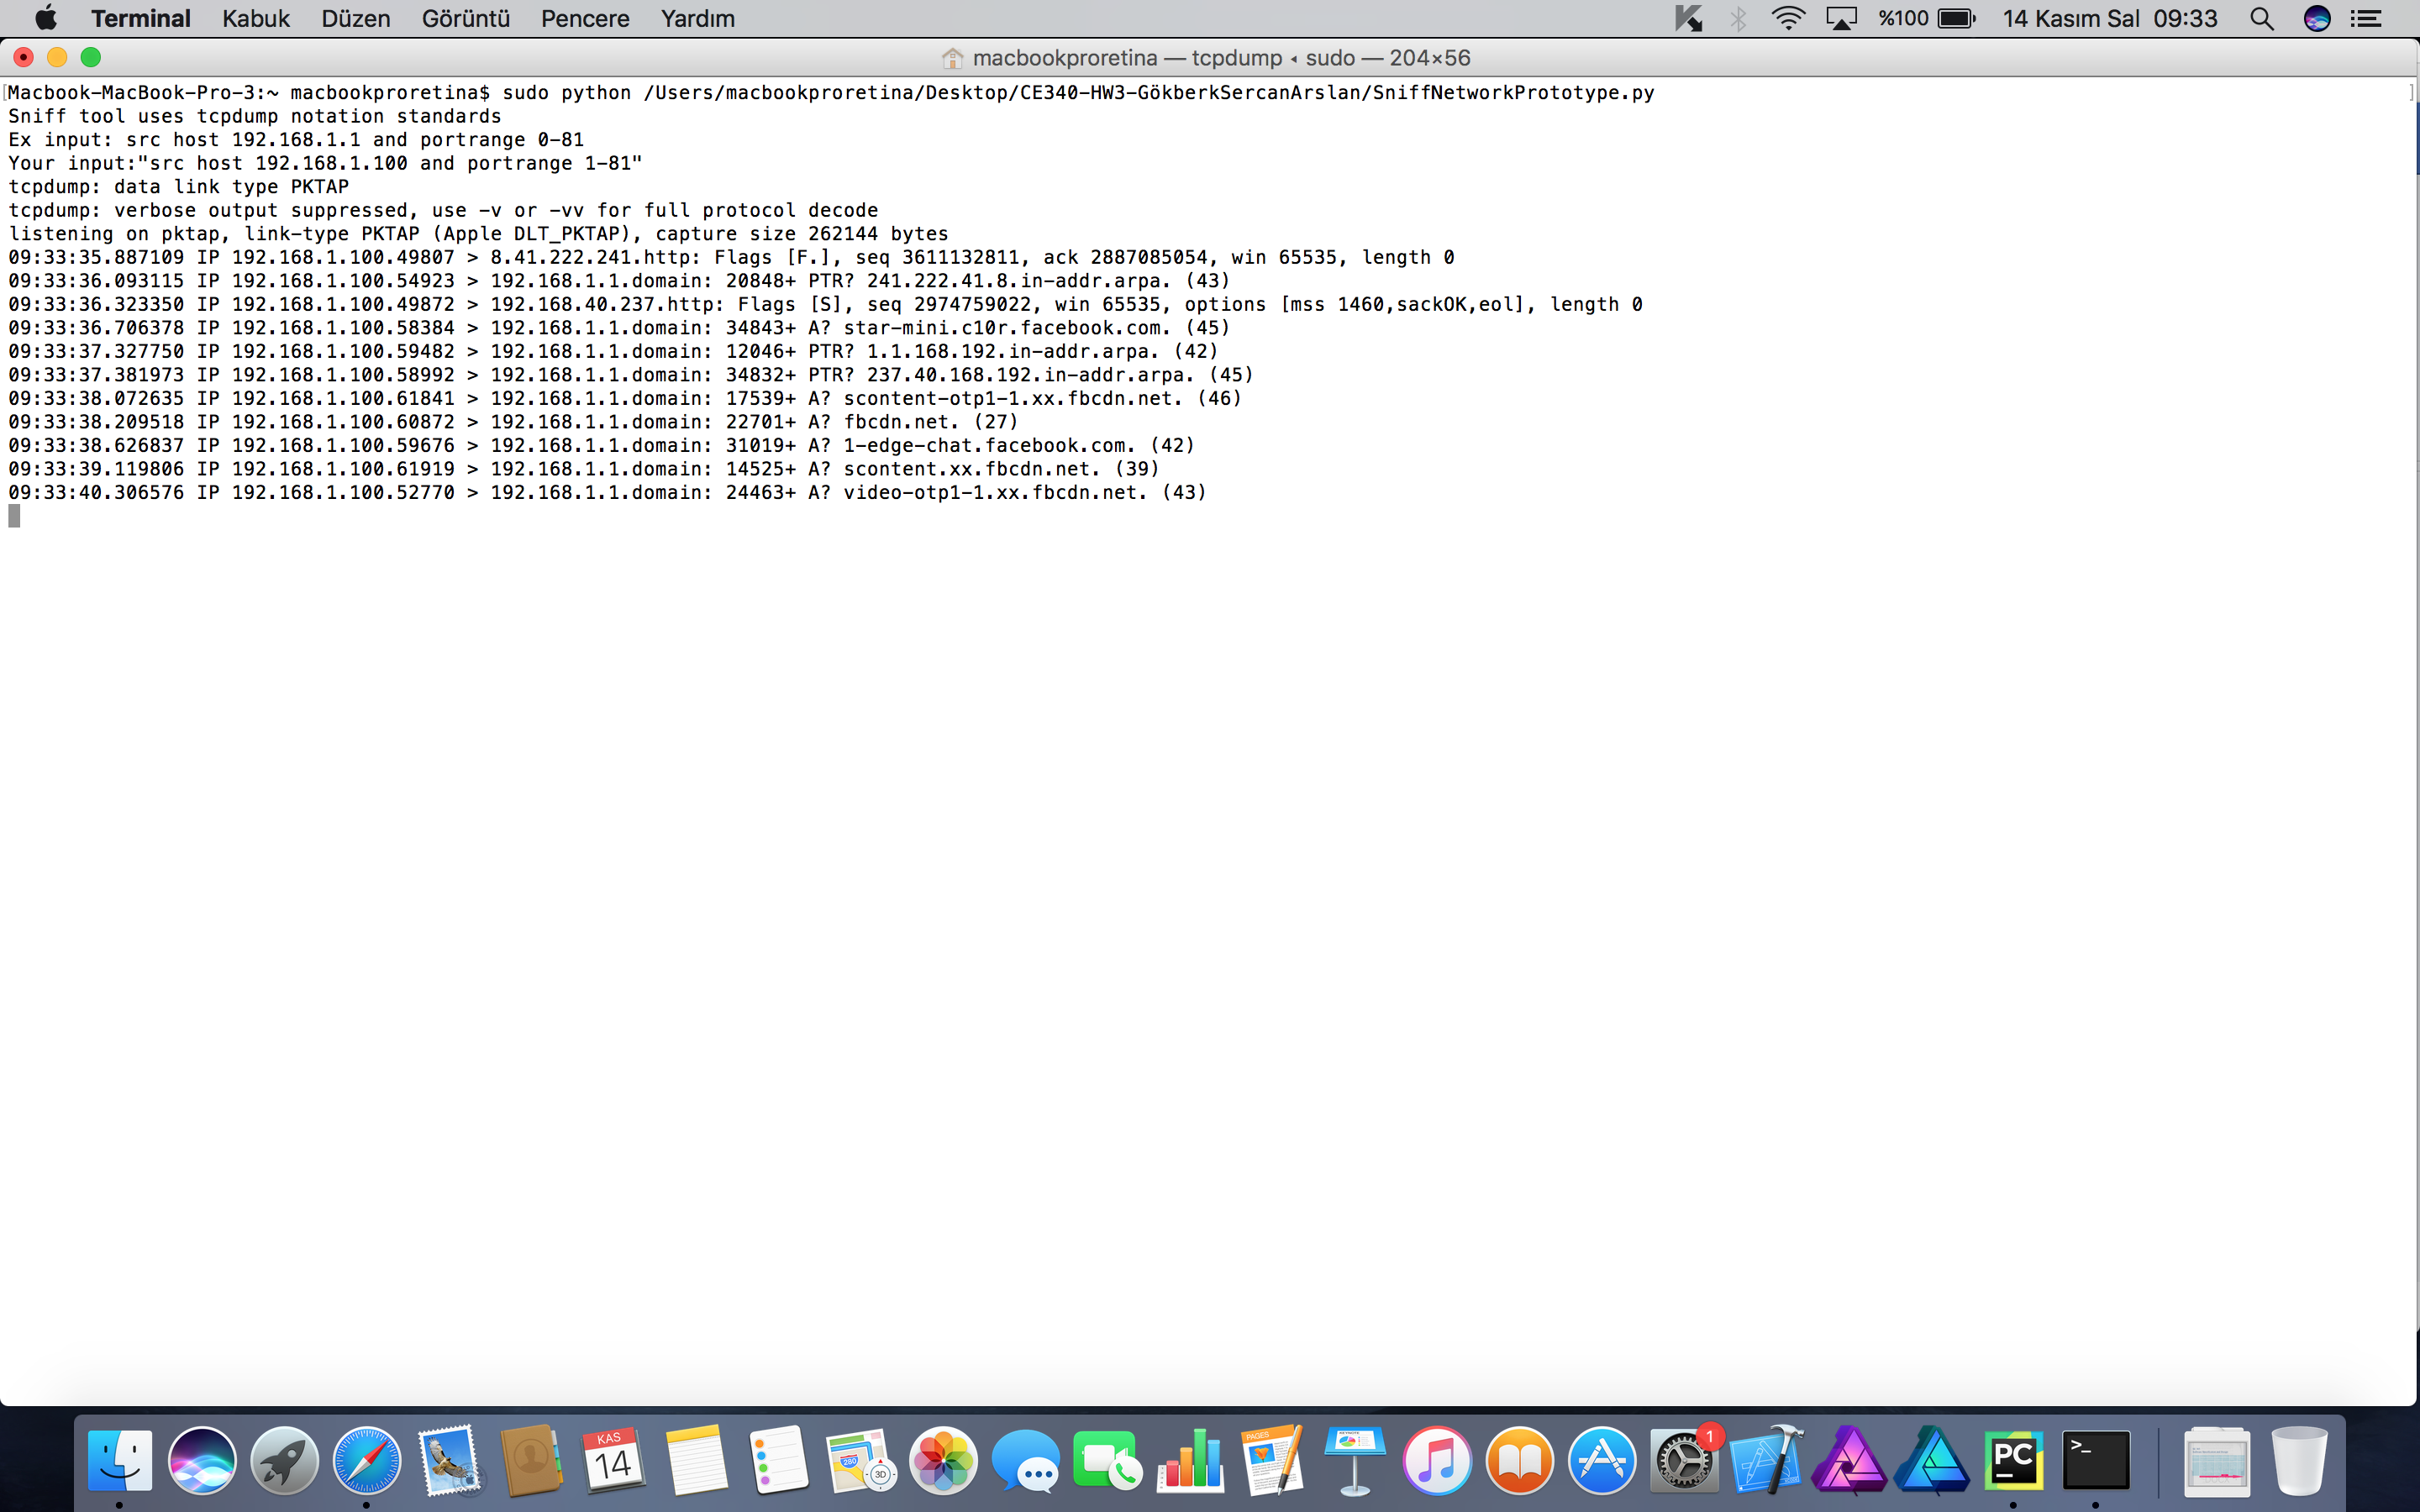 Terminal Kabuk Düzen Görüntü Pencere Yardım %100 14 Kasım Sal 09:33
macbookproretina — tcpdump ◂ sudo — 204×56
[Macbook-MacBook-Pro-3:~ macbookproretina$ sudo python /Users/macbookproretina/Desktop/CE340-HW3-GökberkSercanArslan/SniffNetworkPrototype.py ]
Sniff tool uses tcpdump notation standards
Ex input: src host 192.168.1.1 and portrange 0-81
Your input:"src host 192.168.1.100 and portrange 1-81"
tcpdump: data link type PKTAP
tcpdump: verbose output suppressed, use -v or -vv for full protocol decode
listening on pktap, link-type PKTAP (Apple DLT_PKTAP), capture size 262144 bytes
09:33:35.887109 IP 192.168.1.100.49807 > 8.41.222.241.http: Flags [F.], seq 3611132811, ack 2887085054, win 65535, length 0
09:33:36.093115 IP 192.168.1.100.54923 > 192.168.1.1.domain: 20848+ PTR? 241.222.41.8.in-addr.arpa. (43)
09:33:36.323350 IP 192.168.1.100.49872 > 192.168.40.237.http: Flags [S], seq 2974759022, win 65535, options [mss 1460,sackOK,eol], length 0
09:33:36.706378 IP 192.168.1.100.58384 > 192.168.1.1.domain: 34843+ A? star-mini.c10r.facebook.com. (45)
09:33:37.327750 IP 192.168.1.100.59482 > 192.168.1.1.domain: 12046+ PTR? 1.1.168.192.in-addr.arpa. (42)
09:33:37.381973 IP 192.168.1.100.58992 > 192.168.1.1.domain: 34832+ PTR? 237.40.168.192.in-addr.arpa. (45)
09:33:38.072635 IP 192.168.1.100.61841 > 192.168.1.1.domain: 17539+ A? scontent-otp1-1.xx.fbcdn.net. (46)
09:33:38.209518 IP 192.168.1.100.60872 > 192.168.1.1.domain: 22701+ A? fbcdn.net. (27)
09:33:38.626837 IP 192.168.1.100.59676 > 192.168.1.1.domain: 31019+ A? 1-edge-chat.facebook.com. (42)
09:33:39.119806 IP 192.168.1.100.61919 > 192.168.1.1.domain: 14525+ A? scontent.xx.fbcdn.net. (39)
09:33:40.306576 IP 192.168.1.100.52770 > 192.168.1.1.domain: 24463+ A? video-otp1-1.xx.fbcdn.net. (43)
KAS
14
280
3D
PAGES
1
PC
>_